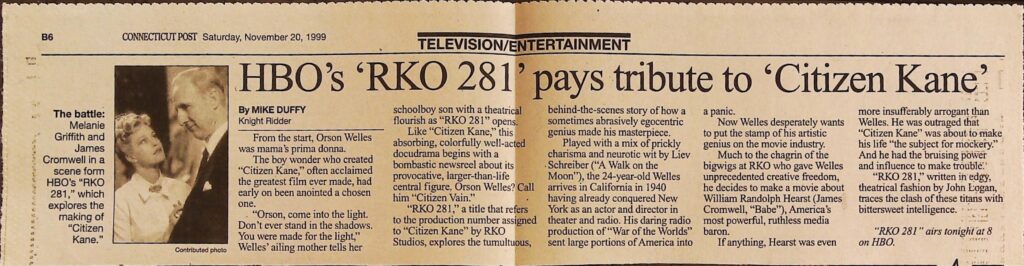 B6
CONNECTICUT POST Saturday, November 20, 1999
TELEVISION/ENTERTAINMENT
HBO's 'RKO 281' pays tribute to 'Citizen Kane'
The battle:
Melanie
Griffith and
James
Cromwell in a
scene form
HBO's "RKO
281," which
explores the
making of
"Citizen
Kane."
Contributed photo
By MIKE DUFFY
Knight Ridder
From the start, Orson Welles
was mama's prima donna.
The boy wonder who created
"Citizen Kane," often acclaimed
the greatest film ever made, had
early on been anointed a chosen
one.
"Orson, come into the light.
Don't ever stand in the shadows.
You were made for the light,"
Welles' ailing mother tells her
schoolboy son with a theatrical
flourish as "RKO 281" opens.
Like "Citizen Kane," this
absorbing, colorfully well-acted
docudrama begins with a
bombastic newsreel about its
provocative, larger-than-life
central figure. Orson Welles? Call
him "Citizen Vain."
"RKO 281," a title that refers
to the production number assigned
to "Citizen Kane" by RKO
Studios, explores the tumultuous,
behind-the-scenes story of how a
sometimes abrasively egocentric
genius made his masterpiece.
Played with a mix of prickly
charisma and neurotic wit by Liev
Schreiber ("A Walk on the
Moon"), the 24-year-old Welles
arrives in California in 1940
having already conquered New
York as an actor and director in
theater and radio. His daring radio
production of "War of the Worlds"
sent large portions of America into
a panic.
Now Welles desperately wants
to put the stamp of his artistic
genius on the movie industry.
Much to the chagrin of the
bigwigs at RKO who gave Welles
unprecedented creative freedom,
he decides to make a movie about
William Randolph Hearst (James
Cromwell, "Babe"), America's
most powerful, ruthless media
baron.
If anything, Hearst was even
more insufferably arrogant than
Welles. He was outraged that
"Citizen Kane" was about to make
his life "the subject for mockery."
And he had the bruising power
and influence to make trouble.
"RKO 281," written in edgy,
theatrical fashion by John Logan,
traces the clash of these titans with
bittersweet intelligence.
"RKO 281" airs tonight at 8
on HBO.